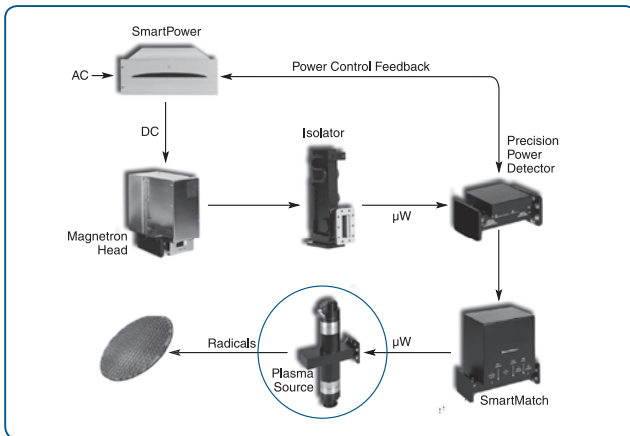 SmartPower
AC
Power Control Feedback
DC
Isolator
Precision
Power
Detector
µW
Magnetron
Head
Radicals
µW
Plasma
Source
SmartMatch